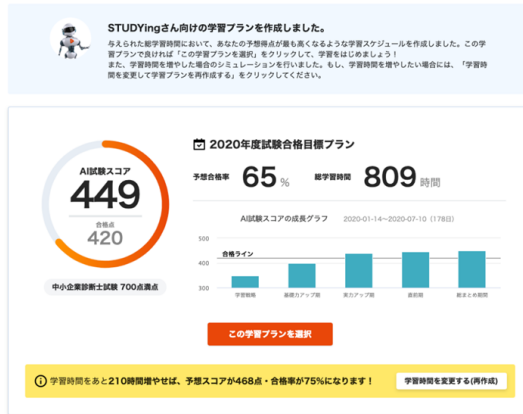 STUDYingさん向けの学習プランを作成しました。
与えられた総学習時間において、あなたの予想得点が最も高くなるような学習スケジュールを作成しました。この学
習プランで良ければ「この学習プランを選択」をクリックして、学習をはじめましょう！
また、学習時間を増やした場合のシミュレーションを行いました。もし、学習時間を増やしたい場合には、「学習時
間を変更して学習プランを再作成する」をクリックしてください。
AI試験スコア
449
合格点
420
中小企業診断士試験 700点満点
2020年度試験合格目標プラン
予想合格率 65 % 総学習時間 809 時間
AI試験スコアの成長グラフ 2020-01-14〜2020-07-10（178日）
500
合格ライン
400
300
学習戦略 基礎力アップ期 実力アップ期 直前期 総まとめ期間
この学習プランを選択
学習時間をあと210時間増やせば、予想スコアが468点・合格率が75%になります！
学習時間を変更する(再作成)